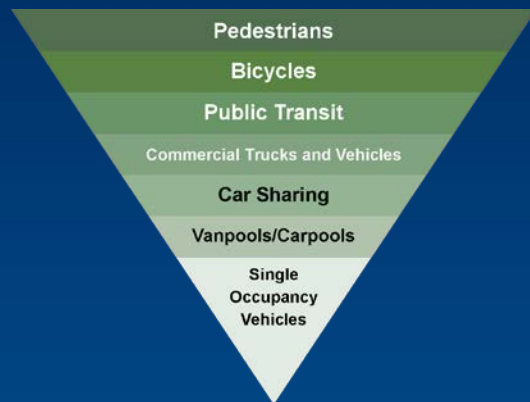 Pedestrians
Bicycles
Public Transit
Commercial Trucks and Vehicles
Car Sharing
Vanpools/Carpools
Single
Occupancy
Vehicles